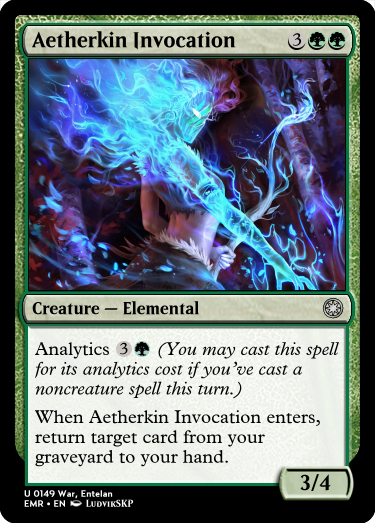 Aetherkin Invocation 3
Creature — Elemental
Analytics 3 (You may cast this spell
for its analytics cost if you've cast a
noncreature spell this turn.)
When Aetherkin Invocation enters,
return target card from your
graveyard to your hand.
3/4
U 0149 War, Entelan
EMR • EN LudvikSKP